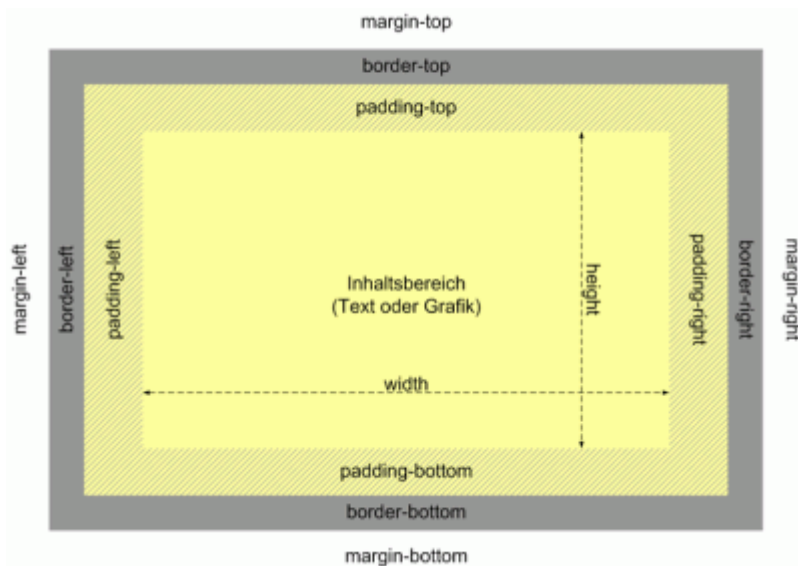 margin-top
border-top
padding-top
margin-left
border-left
padding-left
Inhaltsbereich
(Text oder Grafik)
height
padding-right
border-right
margin-right
width
padding-bottom
border-bottom
margin-bottom